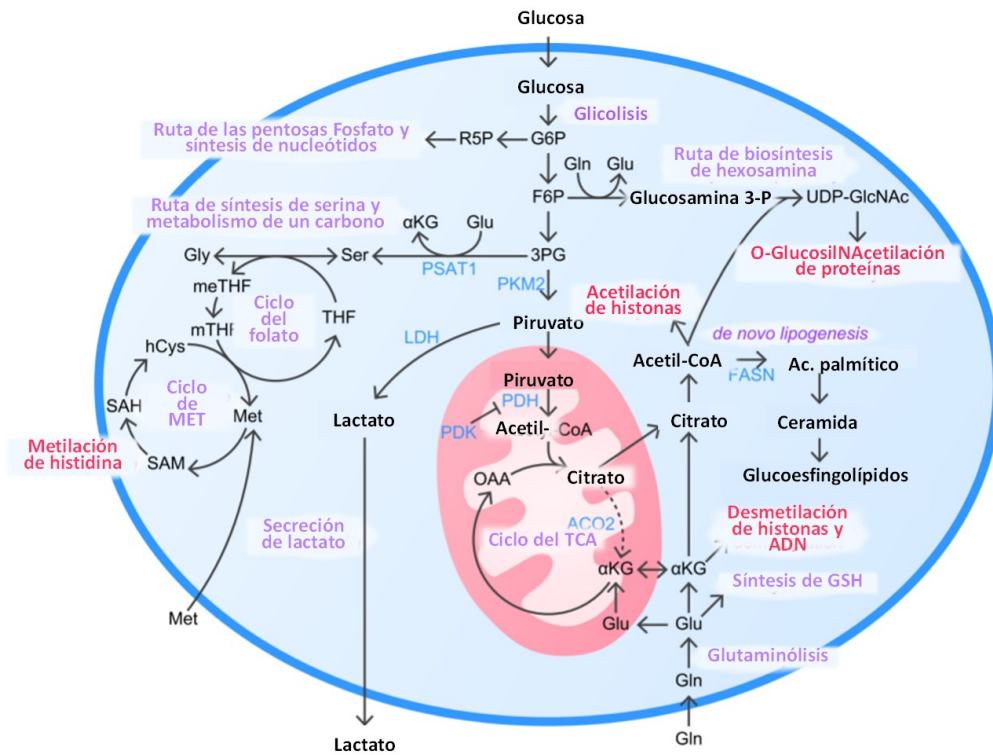 Glucosa
Glucosa
Glicolisis
Ruta de las pentosas Fosfato y
síntesis de nucleótidos
R5P
G6P
Gln
Glu
Ruta de biosíntesis
de hexosamina
F6P
Glucosamina 3-P
UDP-GlcNAc
Ruta de síntesis de serina y
metabolismo de un carbono
αKG
Glu
O-GlucosilNAcetilación
de proteínas
Gly
Ser
PSAT1
3PG
PKM2
meTHF
Ciclo
del
folato
THF
mTHF
Acetilación
de histonas
Piruvato
LDH
de novo lipogenesis
hCys
Acetil-CoA
FASN
Ac. palmítico
Piruvato
PDH
Ciclo
de
MET
SAH
Met
Lactato
PDK
Acetil-CoA
Citrato
Ceramida
Metilación
de histidina
SAM
OAA
Citrato
Glucoesfingolípidos
Secreción
de lactato
ACO2
Ciclo del TCA
Desmetilación
de histonas y
ADN
αKG
αKG
Síntesis de GSH
Met
Glu
Glu
Glutaminólisis
Gln
Lactato
Gln